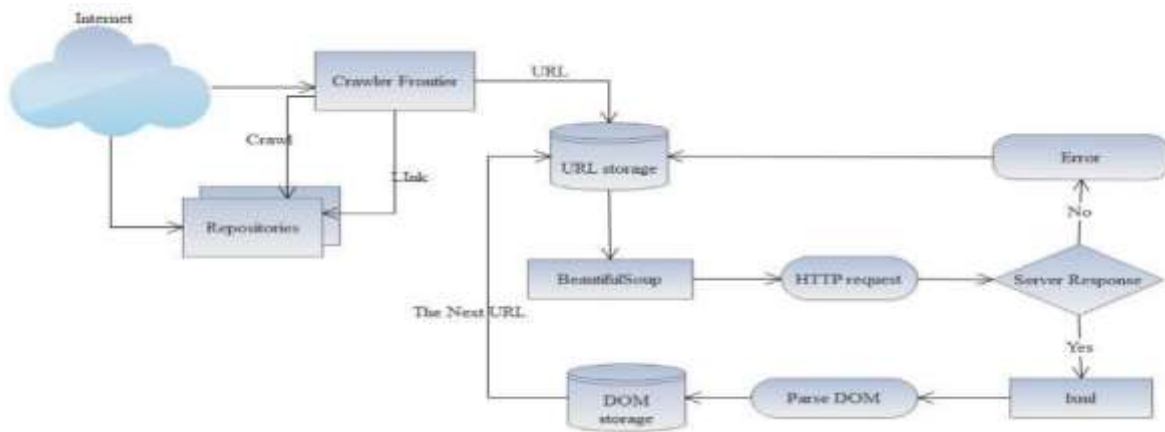 Internet
Crawler Frontier
URL
Crawl
Link
Repositories
URL storage
Error
No
BeautifulSoup
HTTP request
Server Response
The Next URL
Yes
DOM
storage
Parse DOM
html